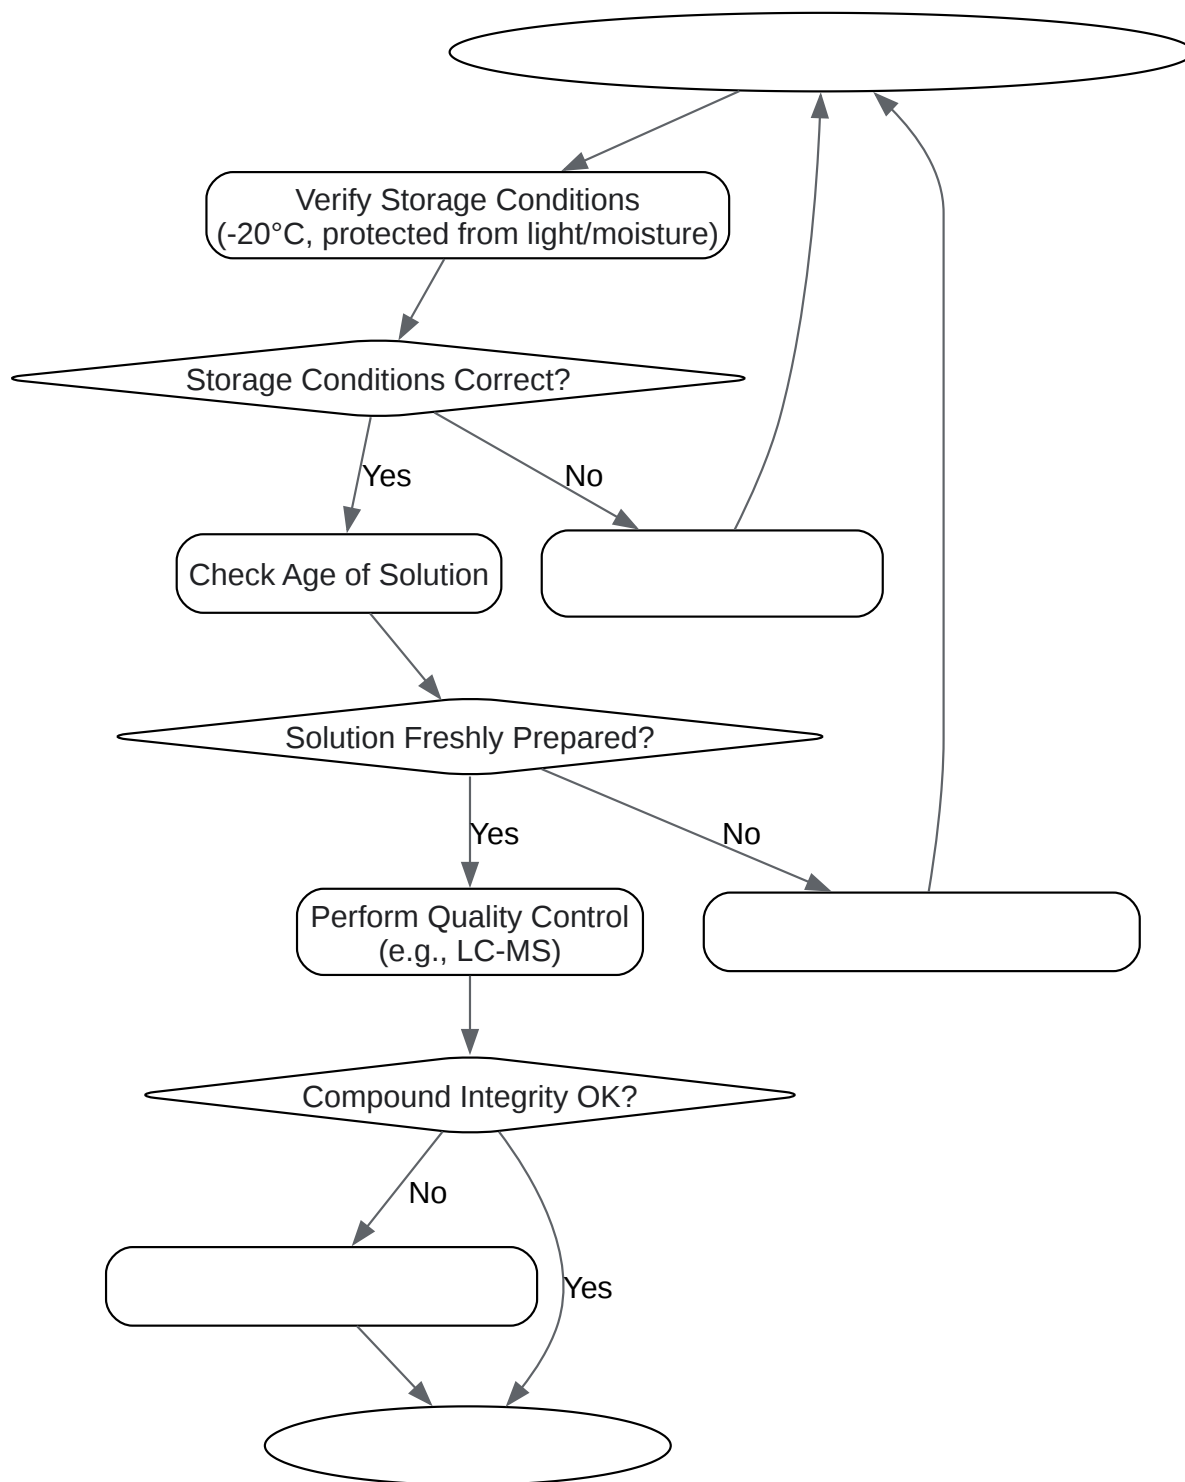 Verify Storage Conditions
(-20°C, protected from light/moisture)
Storage Conditions Correct?
Yes
No
Check Age of Solution
Solution Freshly Prepared?
Yes
No
Perform Quality Control
(e.g., LC-MS)
Compound Integrity OK?
No
Yes